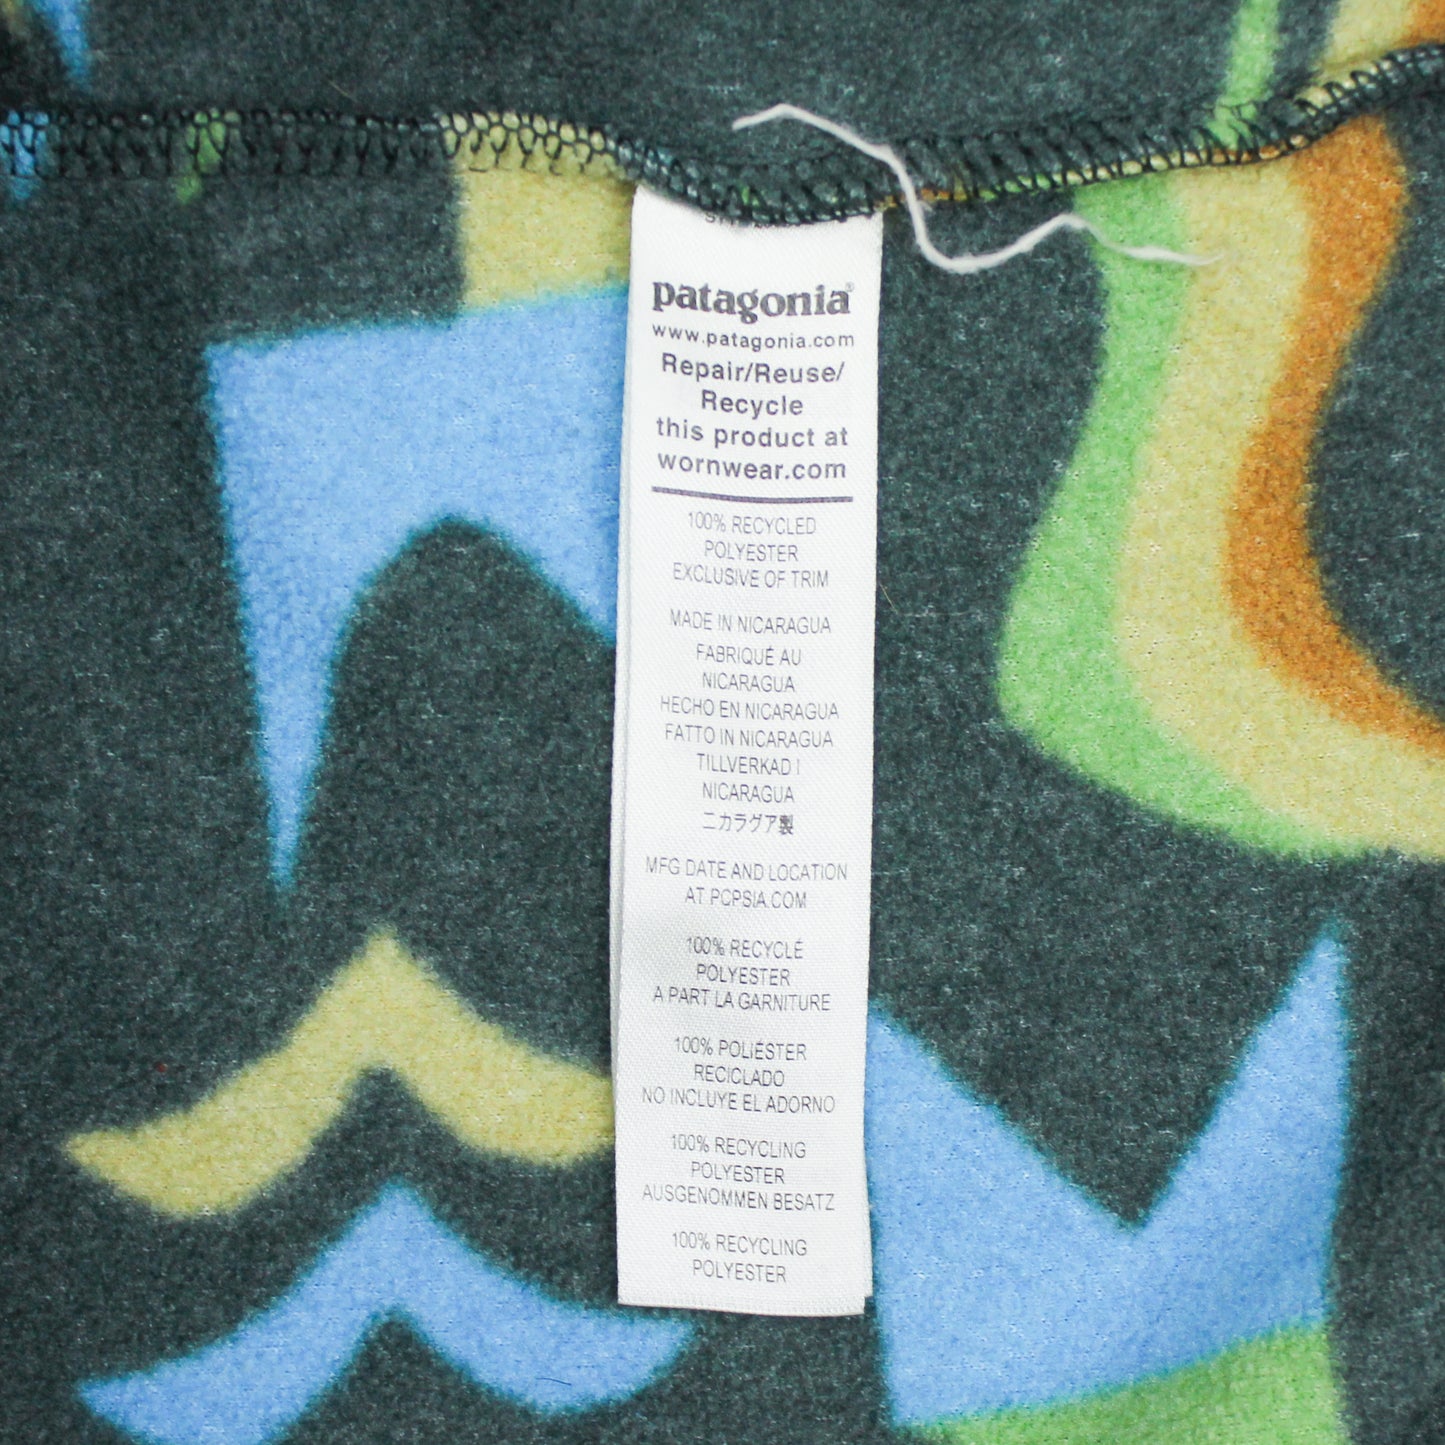 patagonia®
www.patagonia.com
Repair/Reuse/
Recycle
this product at
wornwear.com
100% RECYCLED
POLYESTER
EXCLUSIVE OF TRIM
MADE IN NICARAGUA
FABRIQUÉ AU
NICARAGUA
HECHO EN NICARAGUA
FATTO IN NICARAGUA
TILLVERKAD I
NICARAGUA
ニカラグア製
MFG DATE AND LOCATION
AT PCPSIA.COM
100% RECYCLÉ
POLYESTER
A PART LA GARNITURE
100% POLIÉSTER
RECICLADO
NO INCLUYE EL ADORNO
100% RECYCLING
POLYESTER
AUSGENOMMEN BESATZ
100% RECYCLING
POLYESTER